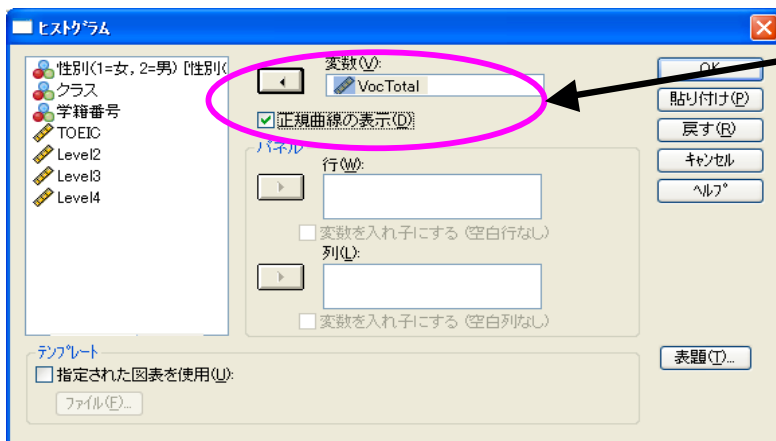 ヒストグラム
性別(1=女, 2=男) [性別(
クラス
学籍番号
TOEIC
Level2
Level3
Level4
変数(V):
VocTotal
正規曲線の表示(D)
パネル
行(W):
変数を入れ子にする (空白行なし)
列(L):
変数を入れ子にする (空白列なし)
OK
貼り付け(P)
戻す(R)
キャンセル
ヘルプ
テンプレート
指定された図表を使用(U):
ファイル(F)...
表題(T)...